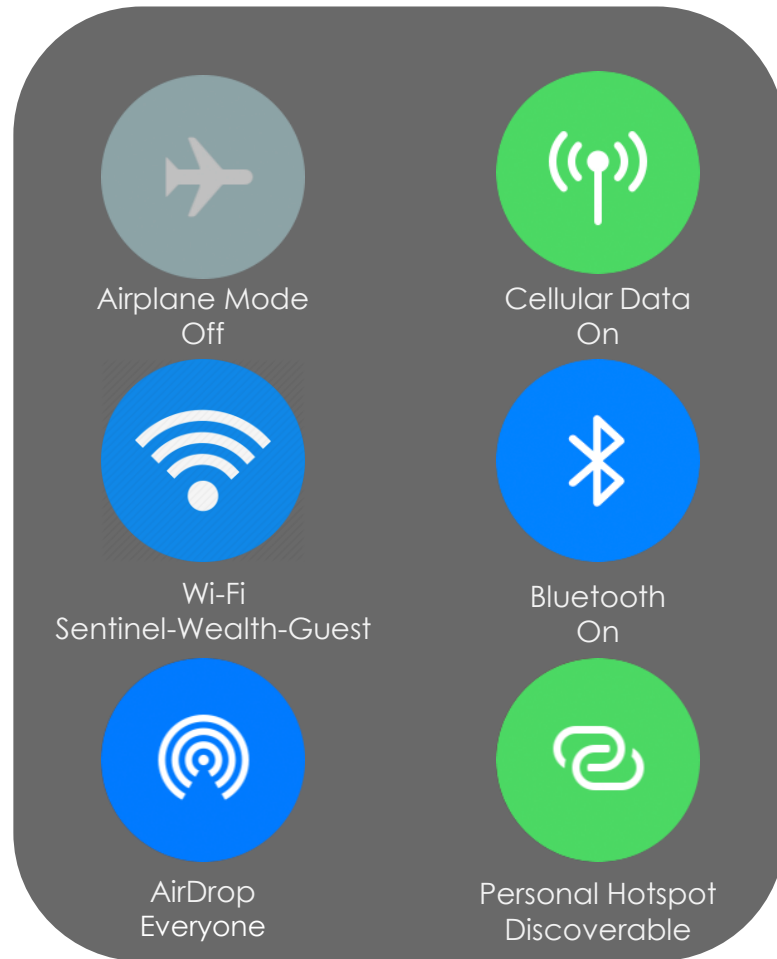 Airplane Mode
Off
Cellular Data
On
Wi-Fi
Sentinel-Wealth-Guest
Bluetooth
On
AirDrop
Everyone
Personal Hotspot
Discoverable